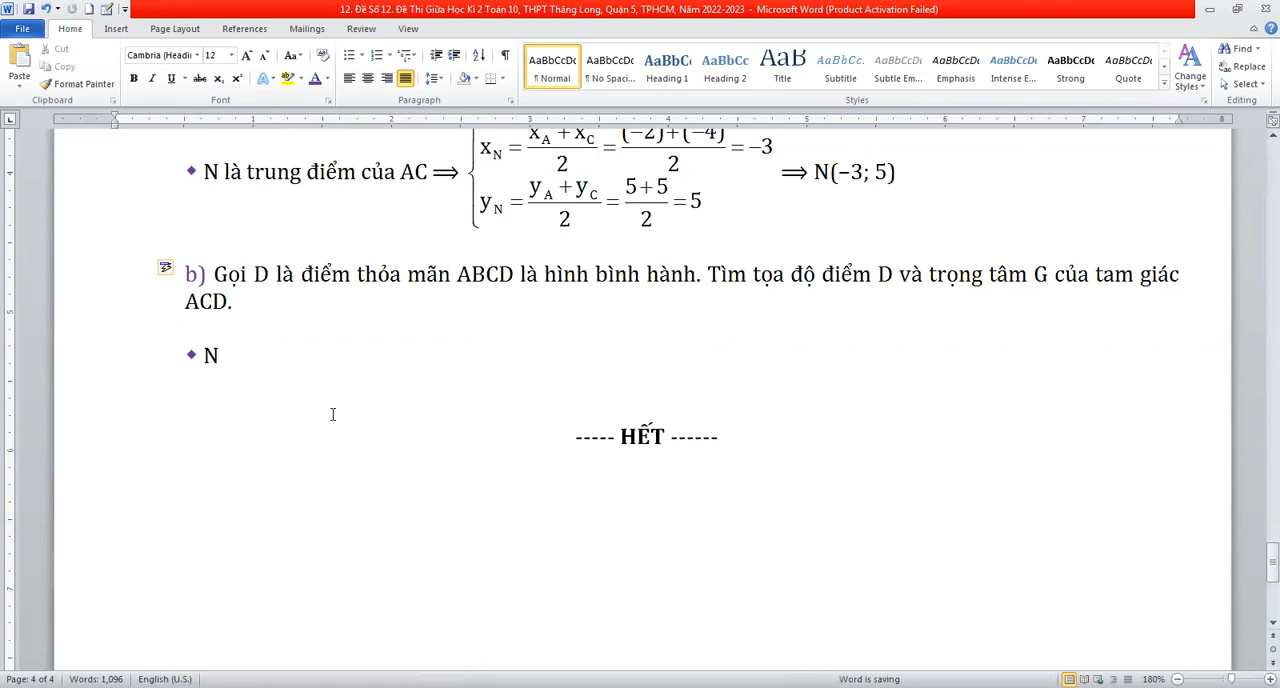 12. Đề Số 12. Đề Thi Giữa Học Kì 2 Toán 10, THPT Thăng Long, Quận 5, TPHCM, Năm 2022-2023 - Microsoft Word (Product Activation Failed)
File Home Insert Page Layout References Mailings Review View
Paste Cut Copy Format Painter
Cambria (Headi 12
AaBbCcDc AaBbCcDc AaBbC AaBbCc AaB AaBbCc. AaBbCcDc AaBbCcDc AaBbCcDc AaBbCcDc AaBbCcDc
¶ Normal ¶ No Spaci... Heading 1 Heading 2 Title Subtitle Subtle Em... Emphasis Intense E... Strong Quote
Change Styles
Find Replace Select
Clipboard Font Paragraph Styles Editing
N là trung điểm của AC ⟹ { x_N = (x_A + x_C)/2 = ((−2)+(−4))/2 = −3
y_N = (y_A + y_C)/2 = (5+5)/2 = 5 ⟹ N(−3; 5)
b) Gọi D là điểm thỏa mãn ABCD là hình bình hành. Tìm tọa độ điểm D và trọng tâm G của tam giác
ACD.
N
----- HẾT ------
Page: 4 of 4 Words: 1,096 English (U.S.) Word is saving 180%